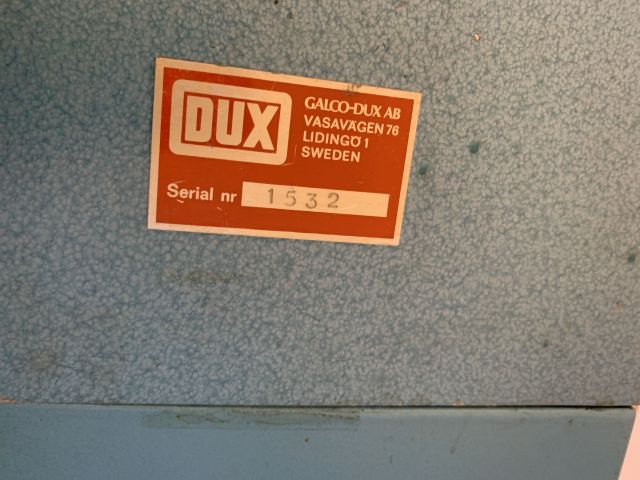 DUX
GALCO-DUX AB
VASAVÄGEN 76
LIDINGÖ 1
SWEDEN
Serial nr 1532